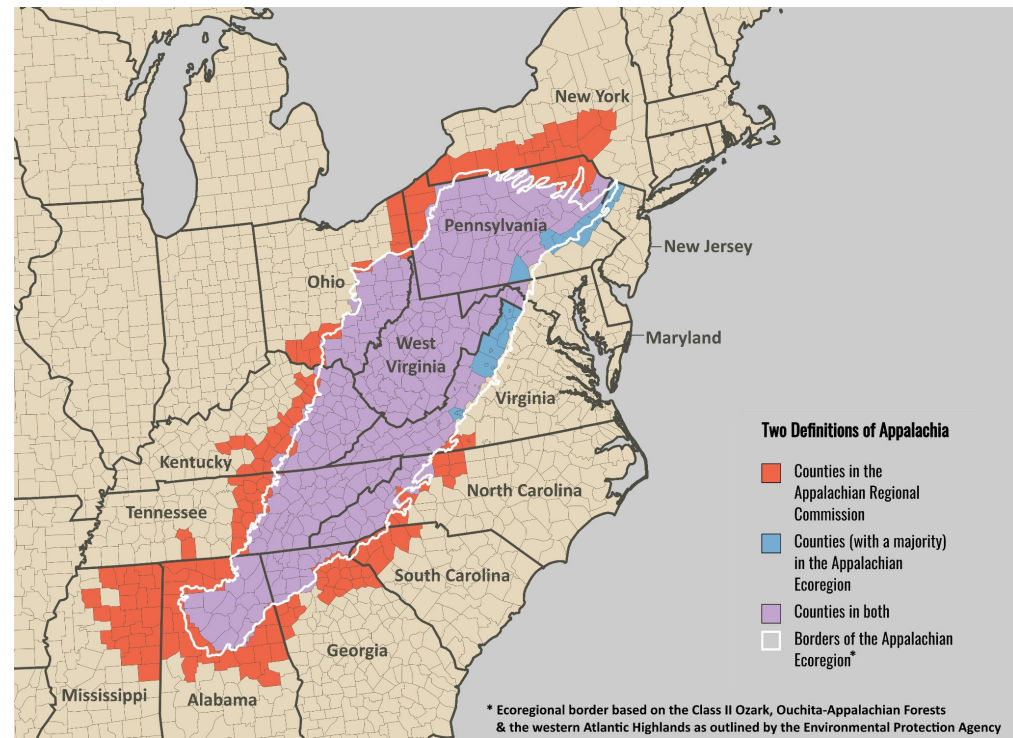 New York
Pennsylvania
New Jersey
Ohio
West
Virginia
Maryland
Virginia
Kentucky
North Carolina
Tennessee
South Carolina
Georgia
Mississippi
Alabama
Two Definitions of Appalachia
Counties in the
Appalachian Regional
Commission
Counties (with a majority)
in the Appalachian
Ecoregion
Counties in both
Borders of the Appalachian
Ecoregion*
* Ecoregional border based on the Class II Ozark, Ouchita-Appalachian Forests
& the western Atlantic Highlands as outlined by the Environmental Protection Agency